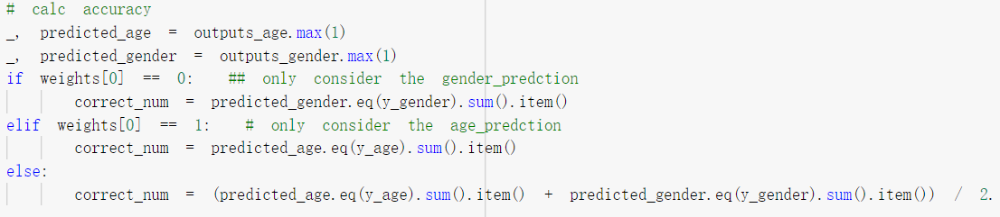 # calc accuracy
_, predicted_age = outputs_age.max(1)
_, predicted_gender = outputs_gender.max(1)
if weights[0] == 0: ## only consider the gender_predction
correct_num = predicted_gender.eq(y_gender).sum().item()
elif weights[0] == 1: # only consider the age_predction
correct_num = predicted_age.eq(y_age).sum().item()
else:
correct_num = (predicted_age.eq(y_age).sum().item() + predicted_gender.eq(y_gender).sum().item()) / 2.